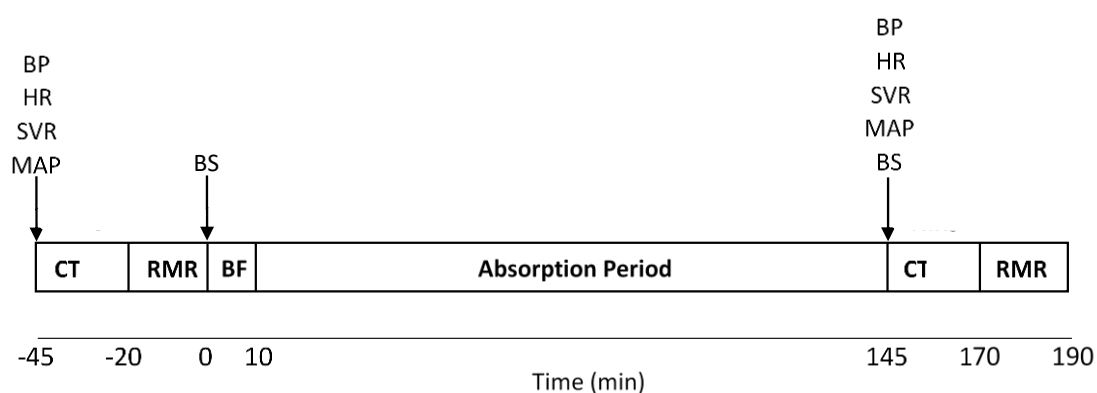 BP
HR
SVR
MAP
BS
BP
HR
SVR
MAP
BS
CT RMR BF Absorption Period CT RMR
-45 -20 0 10 145 170 190
Time (min)